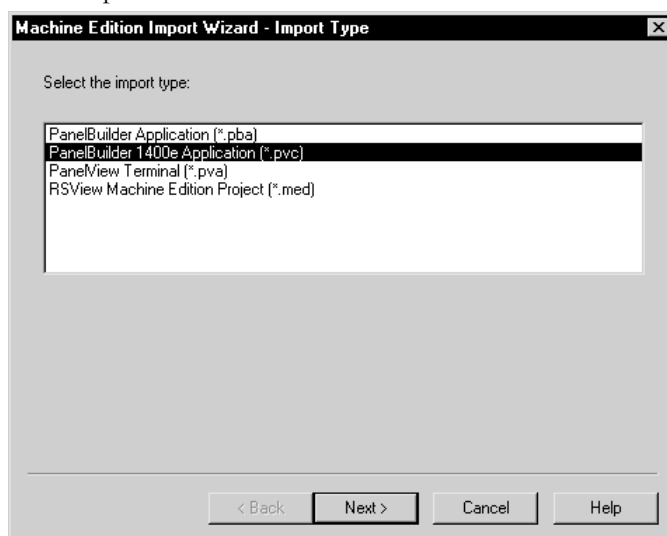 Machine Edition Import Wizard - Import Type
Select the import type:
PanelBuilder Application (*.pba)
PanelBuilder 1400e Application (*.pvc)
PanelView Terminal (*.pva)
RSView Machine Edition Project (*.med)
< Back
Next >
Cancel
Help